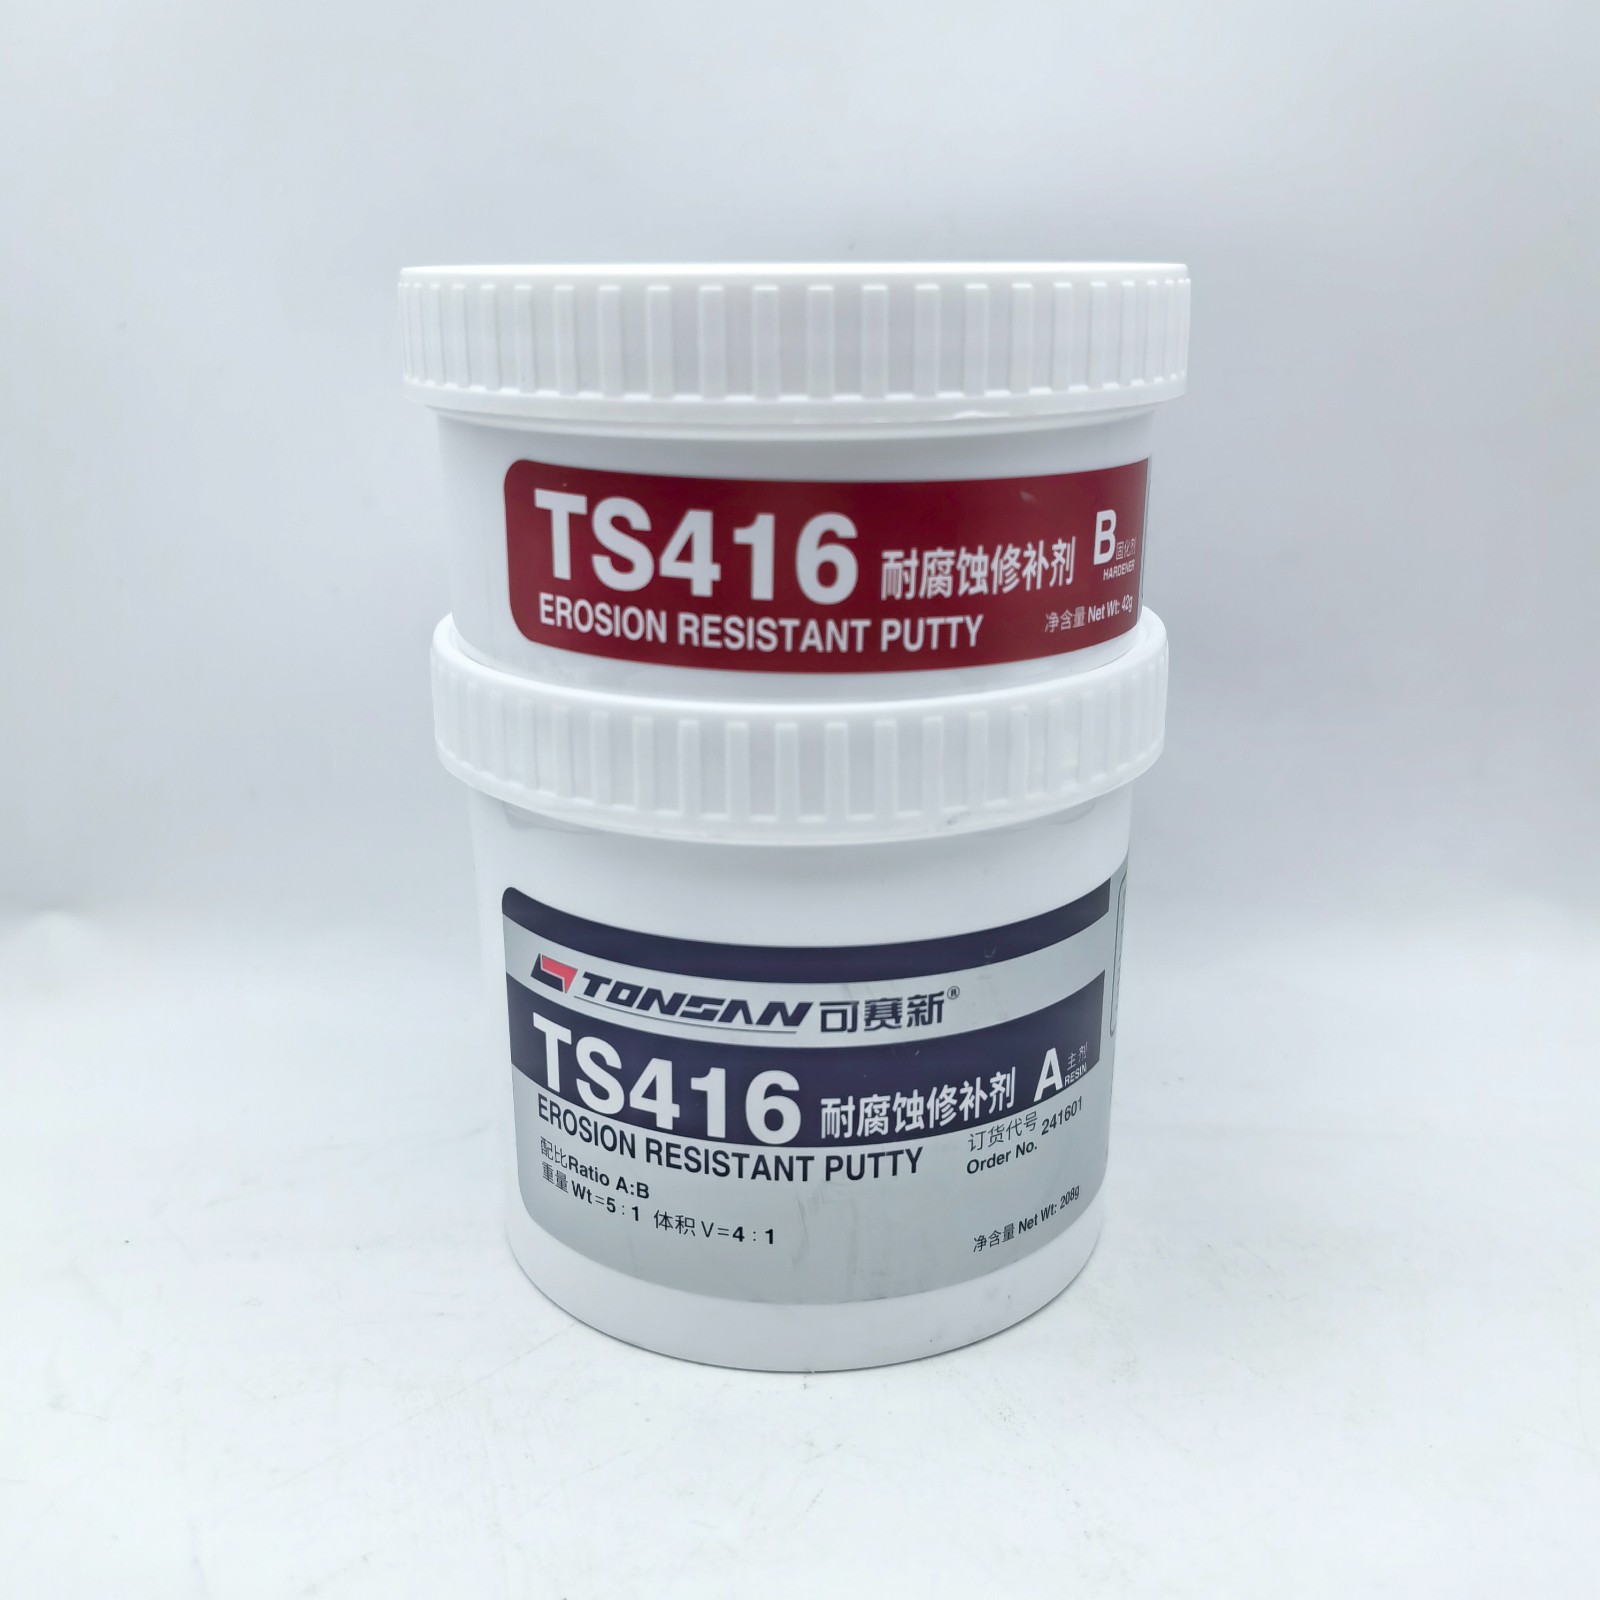 TS416 耐腐蚀修补剂 B 固化剂
HARDENER
EROSION RESISTANT PUTTY 净含量 Net Wt: 42g
TONSAN 可赛新®
TS416 耐腐蚀修补剂 A 主剂
RESIN
EROSION RESISTANT PUTTY
订货代号 241601
Order No.
配比Ratio A:B
重量 Wt=5:1 体积 V=4:1
净含量 Net Wt: 208g